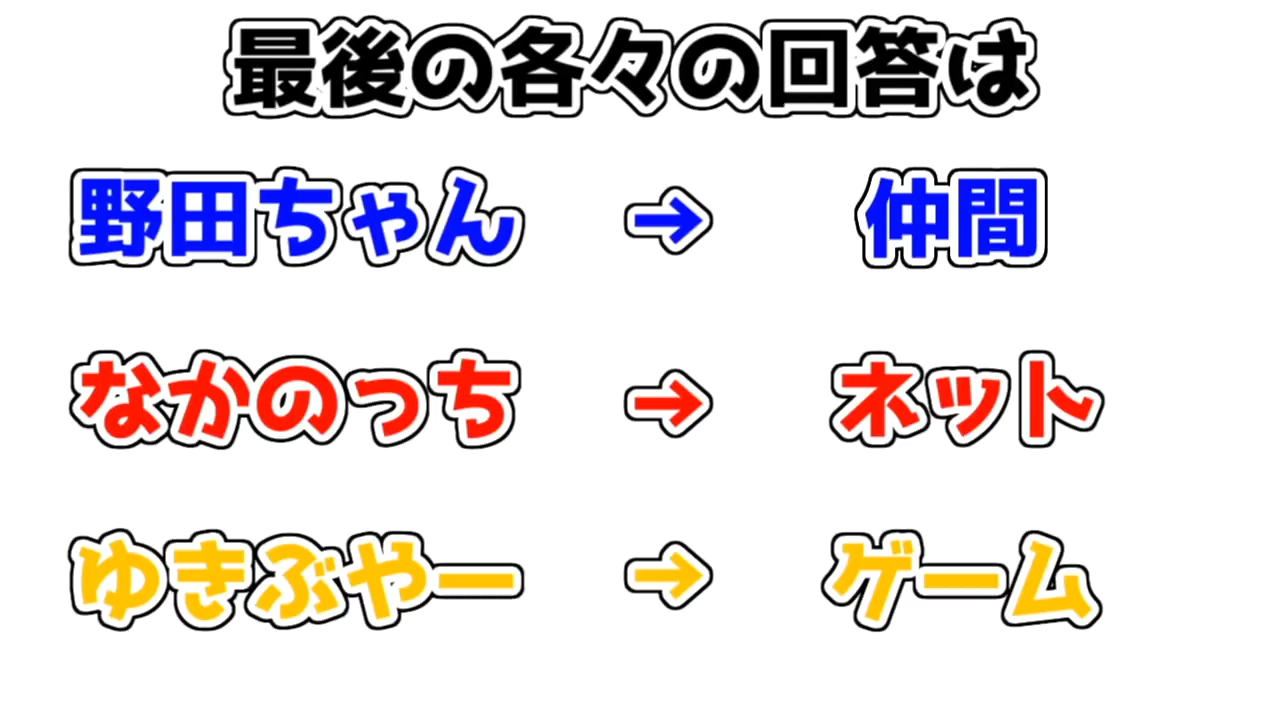 最後の各々の回答は
野田ちゃん → 仲間
なかのっち → ネット
ゆきぶやー → ゲーム